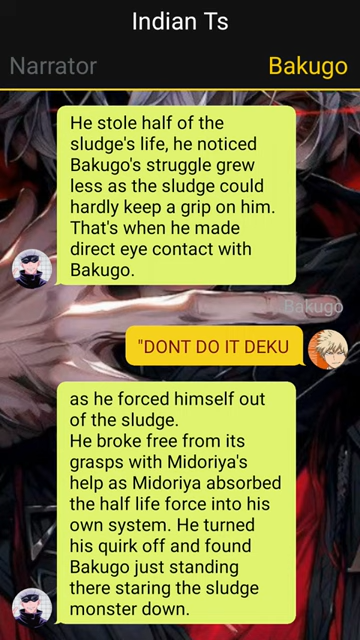 Indian Ts
Narrator
Bakugo
He stole half of the
sludge's life, he noticed
Bakugo's struggle grew
less as the sludge could
hardly keep a grip on him.
That's when he made
direct eye contact with
Bakugo.
Bakugo
"DONT DO IT DEKU
as he forced himself out
of the sludge.
He broke free from its
grasps with Midoriya's
help as Midoriya absorbed
the half life force into his
own system. He turned
his quirk off and found
Bakugo just standing
there staring the sludge
monster down.